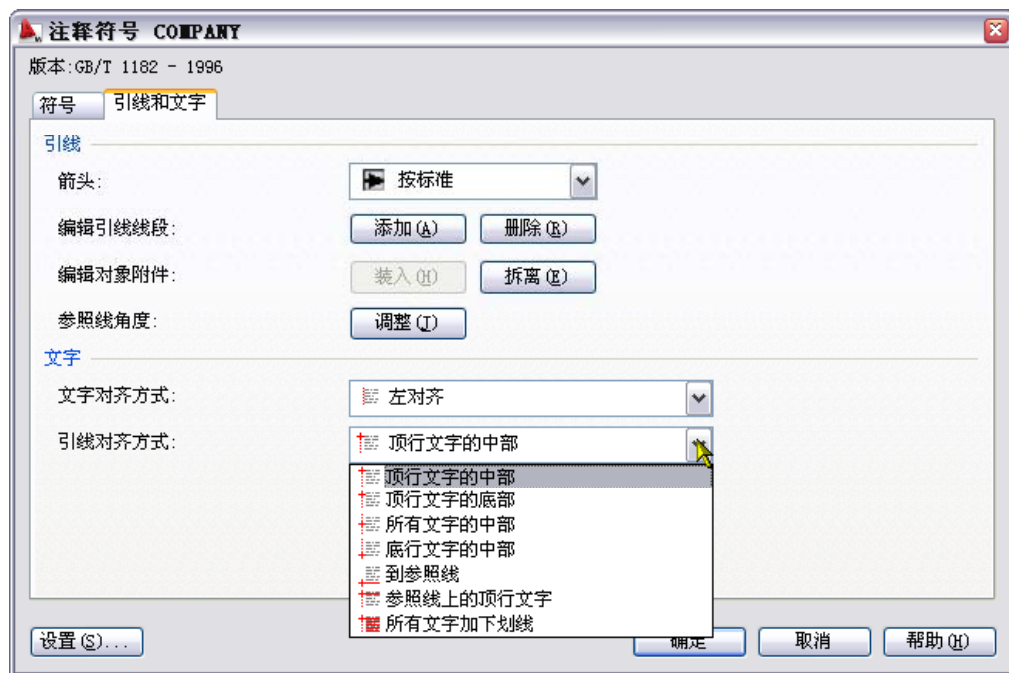 注释符号 COMPANY
版本:GB/T 1182 - 1996
符号 引线和文字
引线
箭头: 按标准
编辑引线线段: 添加(A) 删除(R)
编辑对象附件: 装入(H) 拆离(E)
参照线角度: 调整(T)
文字
文字对齐方式: 左对齐
引线对齐方式: 顶行文字的中部
顶行文字的中部
顶行文字的底部
所有文字的中部
底行文字的中部
到参照线
参照线上的顶行文字
所有文字加下划线
设置(S)... 确定 取消 帮助(H)